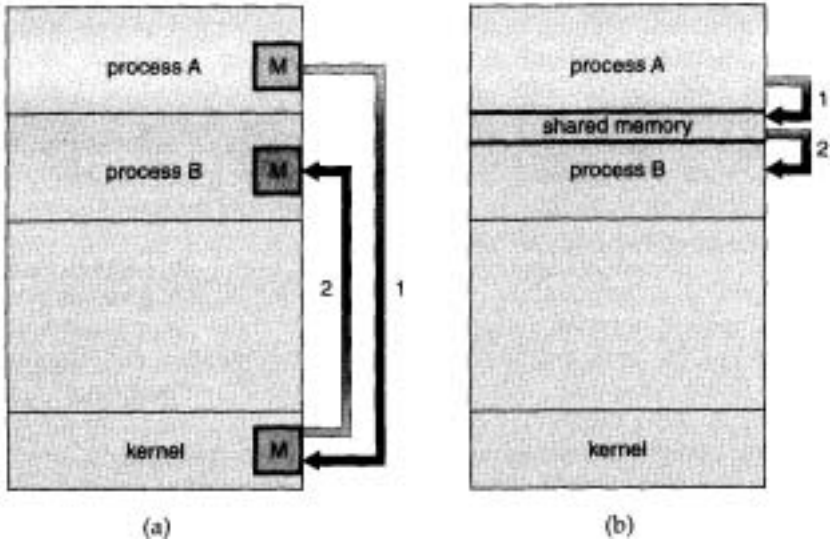 process A M
process B M
2 1
kernel M
(a)
process A
1
shared memory
2
process B
kernel
(b)